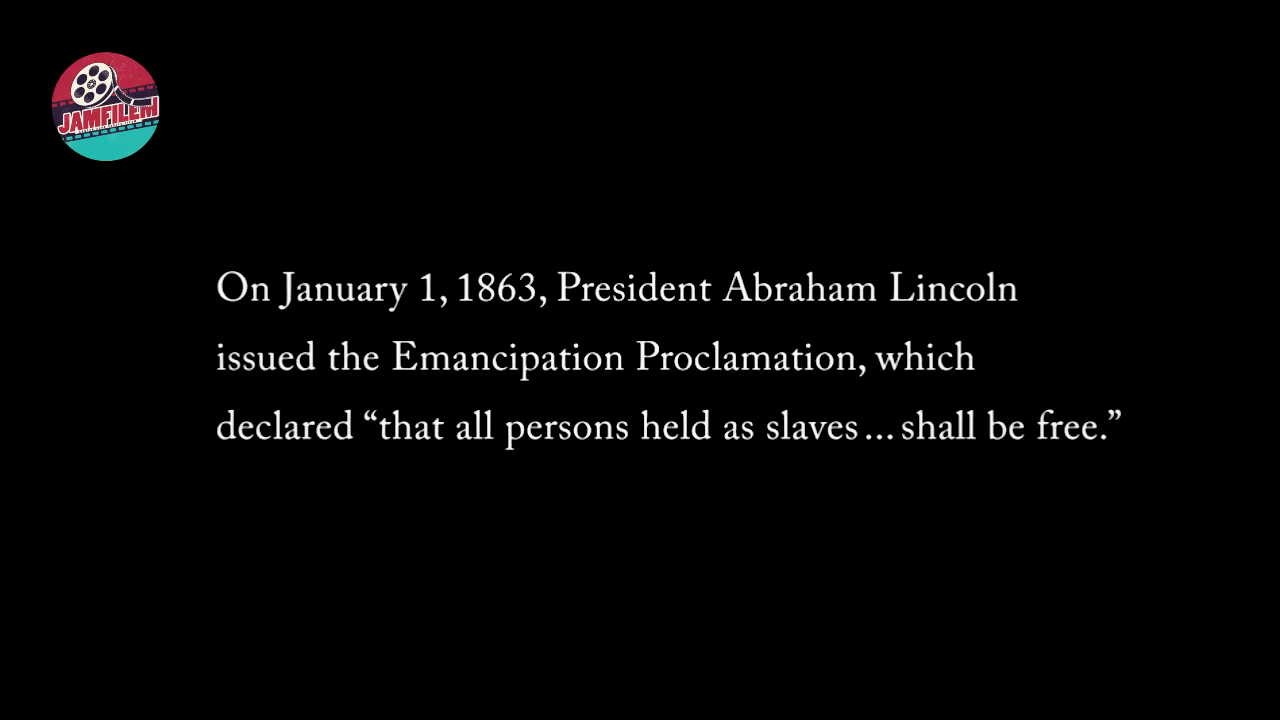 JAMFILEM
On January 1, 1863, President Abraham Lincoln
issued the Emancipation Proclamation, which
declared “that all persons held as slaves... shall be free.”